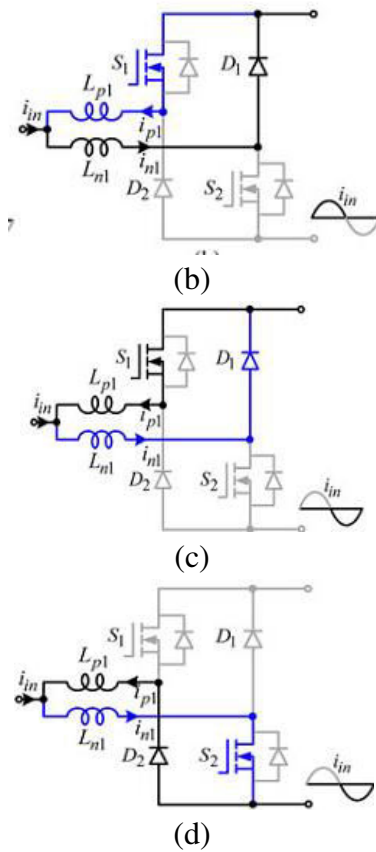 S1
D1
Lp1
iin
ip1
in1
Ln1
D2
S2
iin
(b)
S1
D1
Lp1
iin
ip1
in1
Ln1
D2
S2
iin
(c)
S1
D1
Lp1
iin
ip1
in1
Ln1
D2
S2
iin
(d)